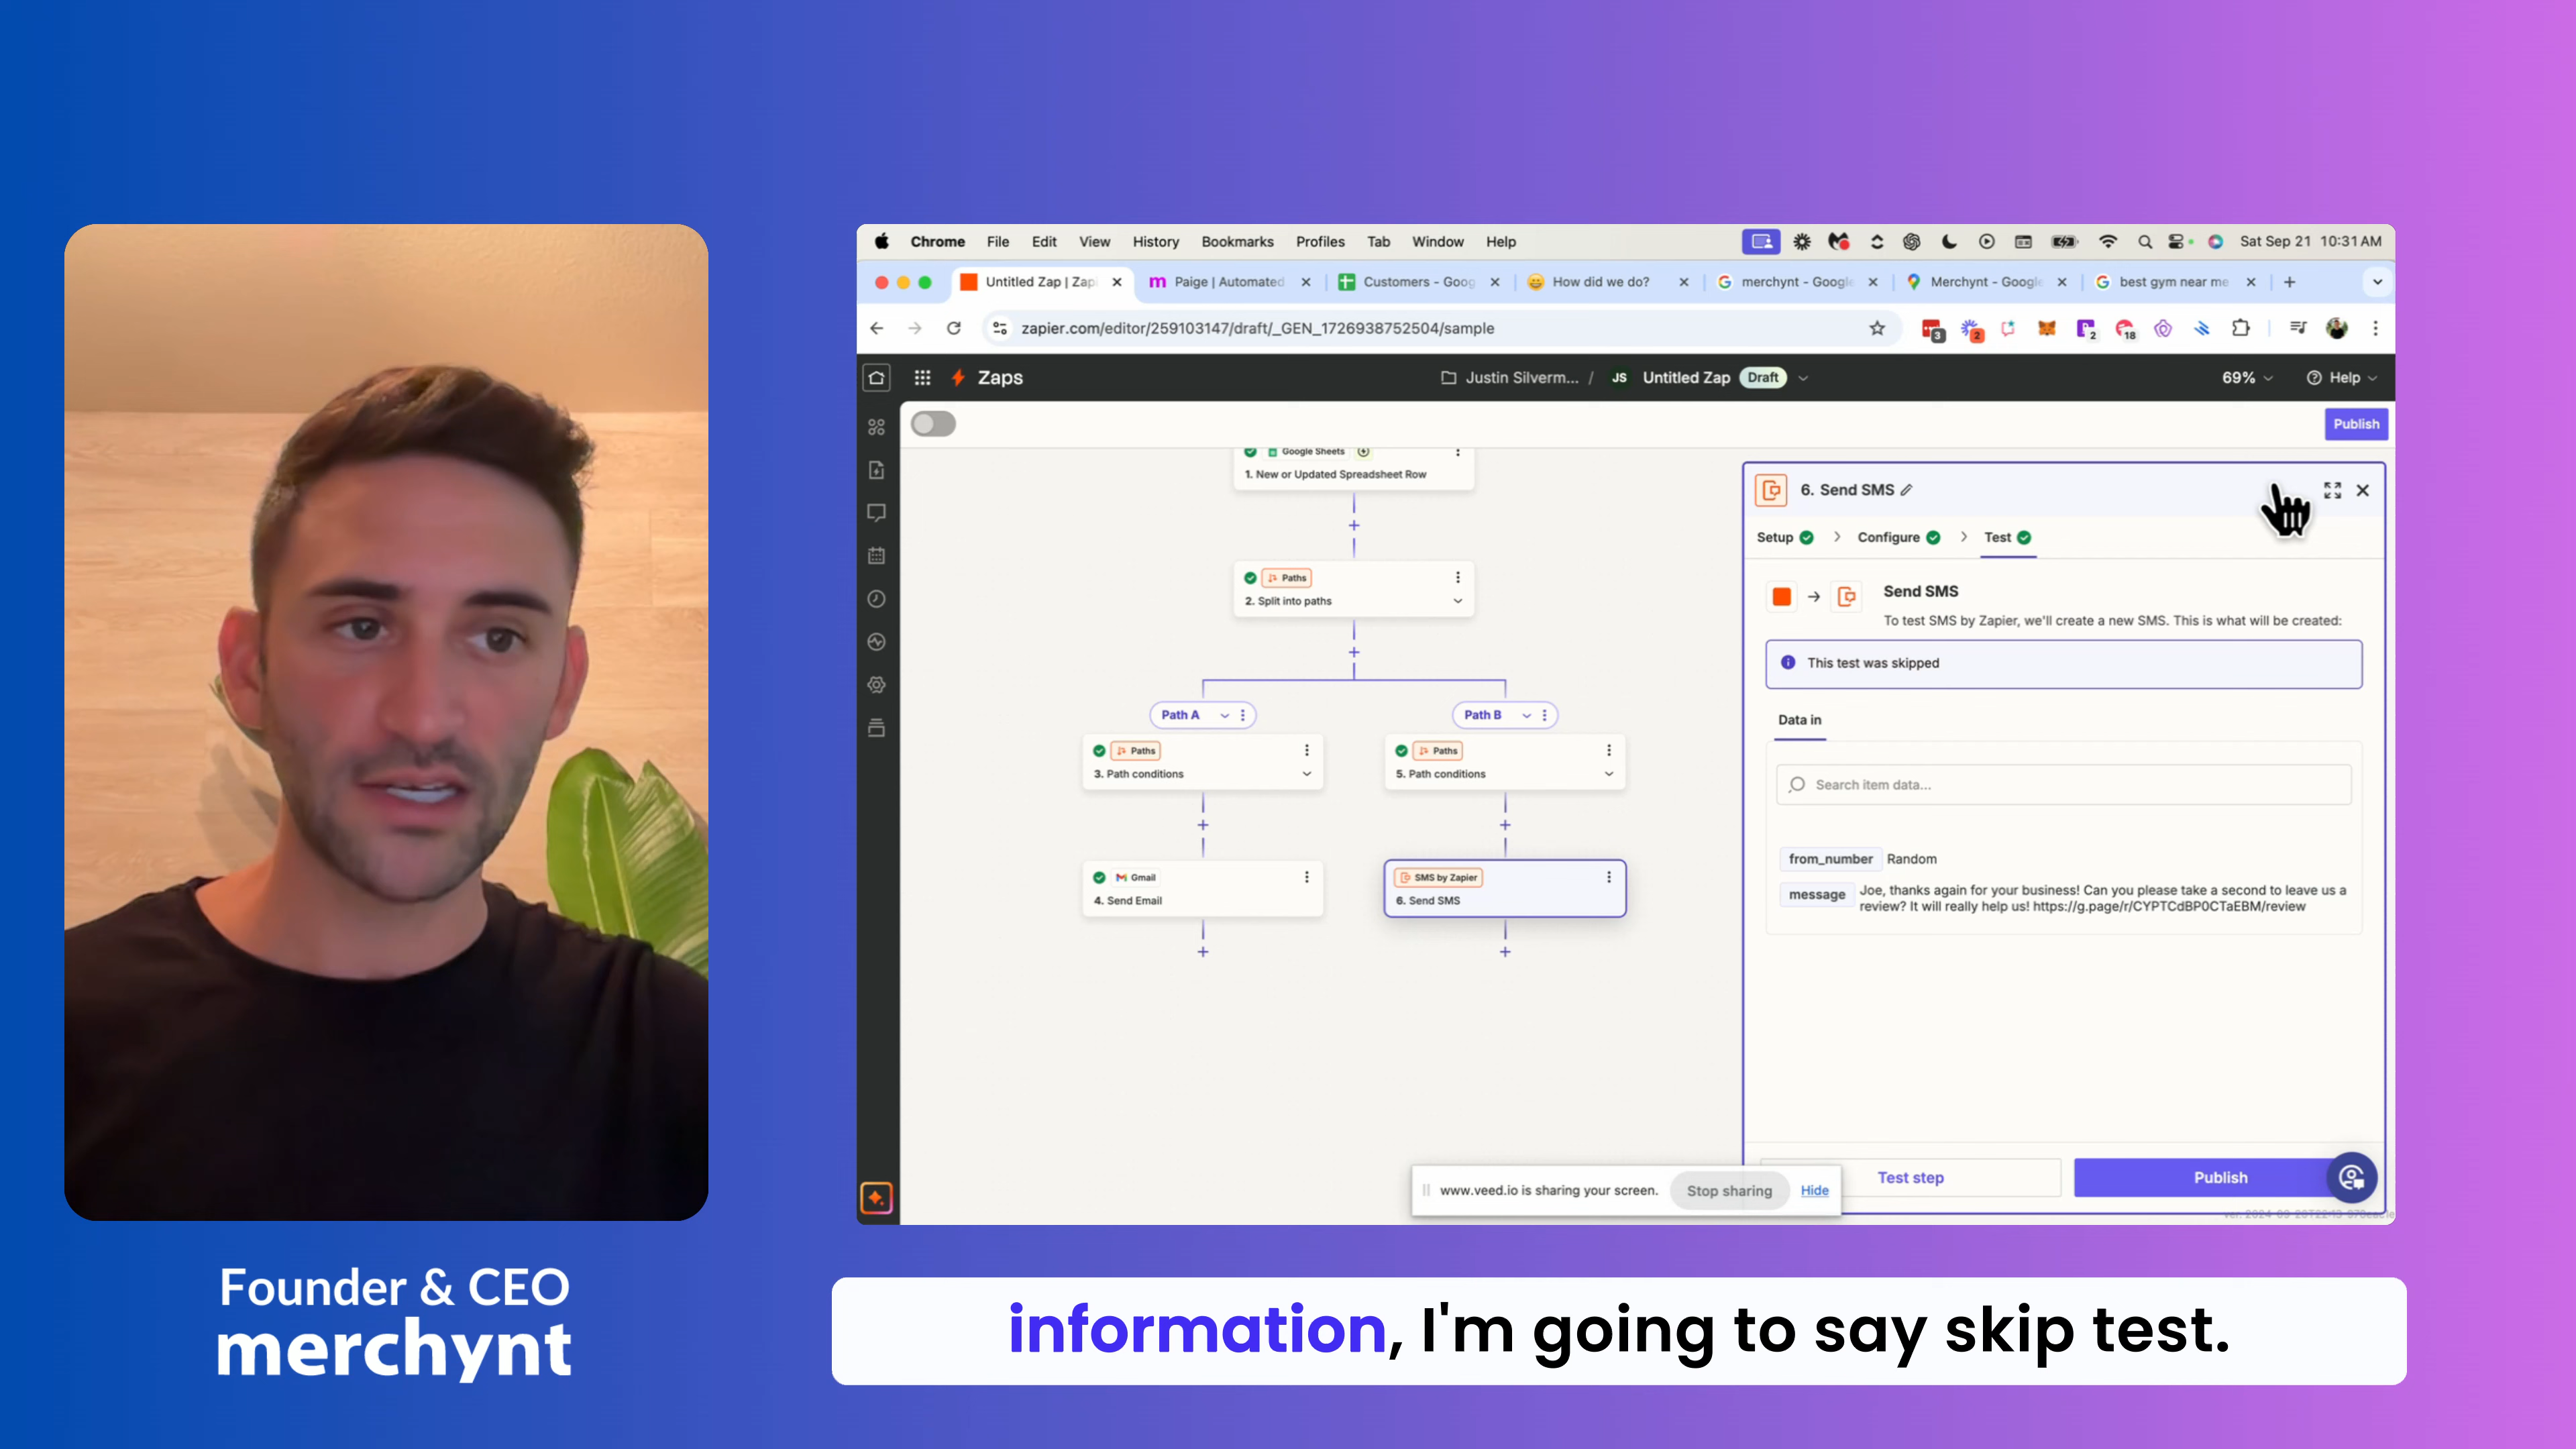 Chrome File Edit View History Bookmarks Profiles Tab Window Help Sat Sep 21 10:31 AM
Untitled Zap | Zap Paige | Automated Customers - Goog How did we do? merchynt - Google Merchynt - Google best gym near me
zapier.com/editor/259103147/draft/_GEN_1726938752504/sample
3 2 2 18
Zaps Justin Silverm... / JS Untitled Zap Draft 69% Help
Publish
Google Sheets
1. New or Updated Spreadsheet Row
Paths
2. Split into paths
Path A Path B
Paths Paths
3. Path conditions 5. Path conditions
Gmail SMS by Zapier
4. Send Email 6. Send SMS
6. Send SMS
Setup Configure Test
Send SMS
To test SMS by Zapier, we'll create a new SMS. This is what will be created:
This test was skipped
Data in
Search item data...
from_number Random
message Joe, thanks again for your business! Can you please take a second to leave us a
review? It will really help us! https://g.page/r/CYPTCdBP0CTaEBM/review
www.veed.io is sharing your screen. Stop sharing Hide
Test step Publish
Founder & CEO
merchynt
information, I'm going to say skip test.